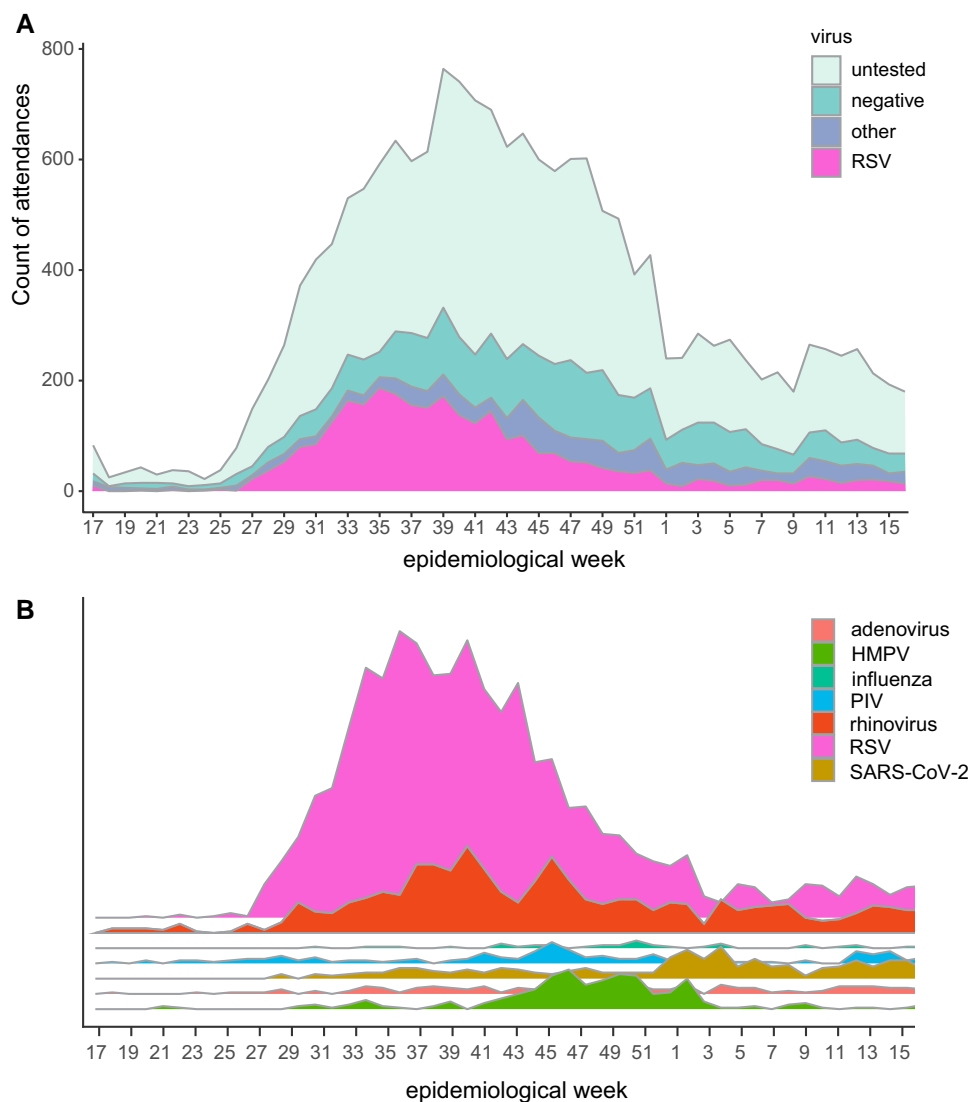 A
virus
untested
negative
other
RSV
Count of attendances
800
600
400
200
0
17 19 21 23 25 27 29 31 33 35 37 39 41 43 45 47 49 51 1 3 5 7 9 11 13 15
epidemiological week
B
adenovirus
HMPV
influenza
PIV
rhinovirus
RSV
SARS-CoV-2
17 19 21 23 25 27 29 31 33 35 37 39 41 43 45 47 49 51 1 3 5 7 9 11 13 15
epidemiological week